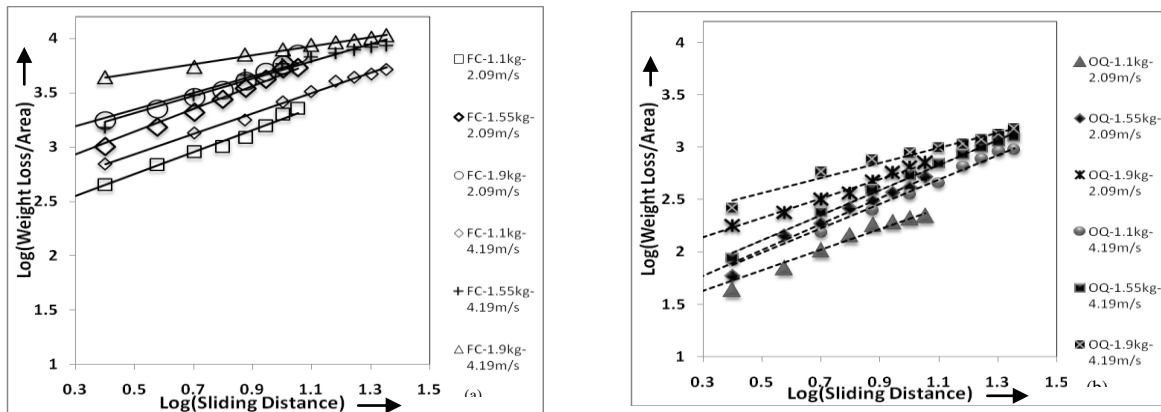 4
3.5
3
2.5
2
1.5
1
Log(Weight Loss/Area)
0.3 0.5 0.7 0.9 1.1 1.3 1.5
Log(Sliding Distance)
FC-1.1kg-
2.09m/s
FC-1.55kg-
2.09m/s
FC-1.9kg-
2.09m/s
FC-1.1kg-
4.19m/s
FC-1.55kg-
4.19m/s
FC-1.9kg-
4.19m/s
(a)
4
3.5
3
2.5
2
1.5
1
Log(Weight Loss/Area)
0.3 0.5 0.7 0.9 1.1 1.3 1.5
Log(Sliding Distance)
OQ-1.1kg-
2.09m/s
OQ-1.55kg-
2.09m/s
OQ-1.9kg-
2.09m/s
OQ-1.1kg-
4.19m/s
OQ-1.55kg-
4.19m/s
OQ-1.9kg-
4.19m/s
(b)